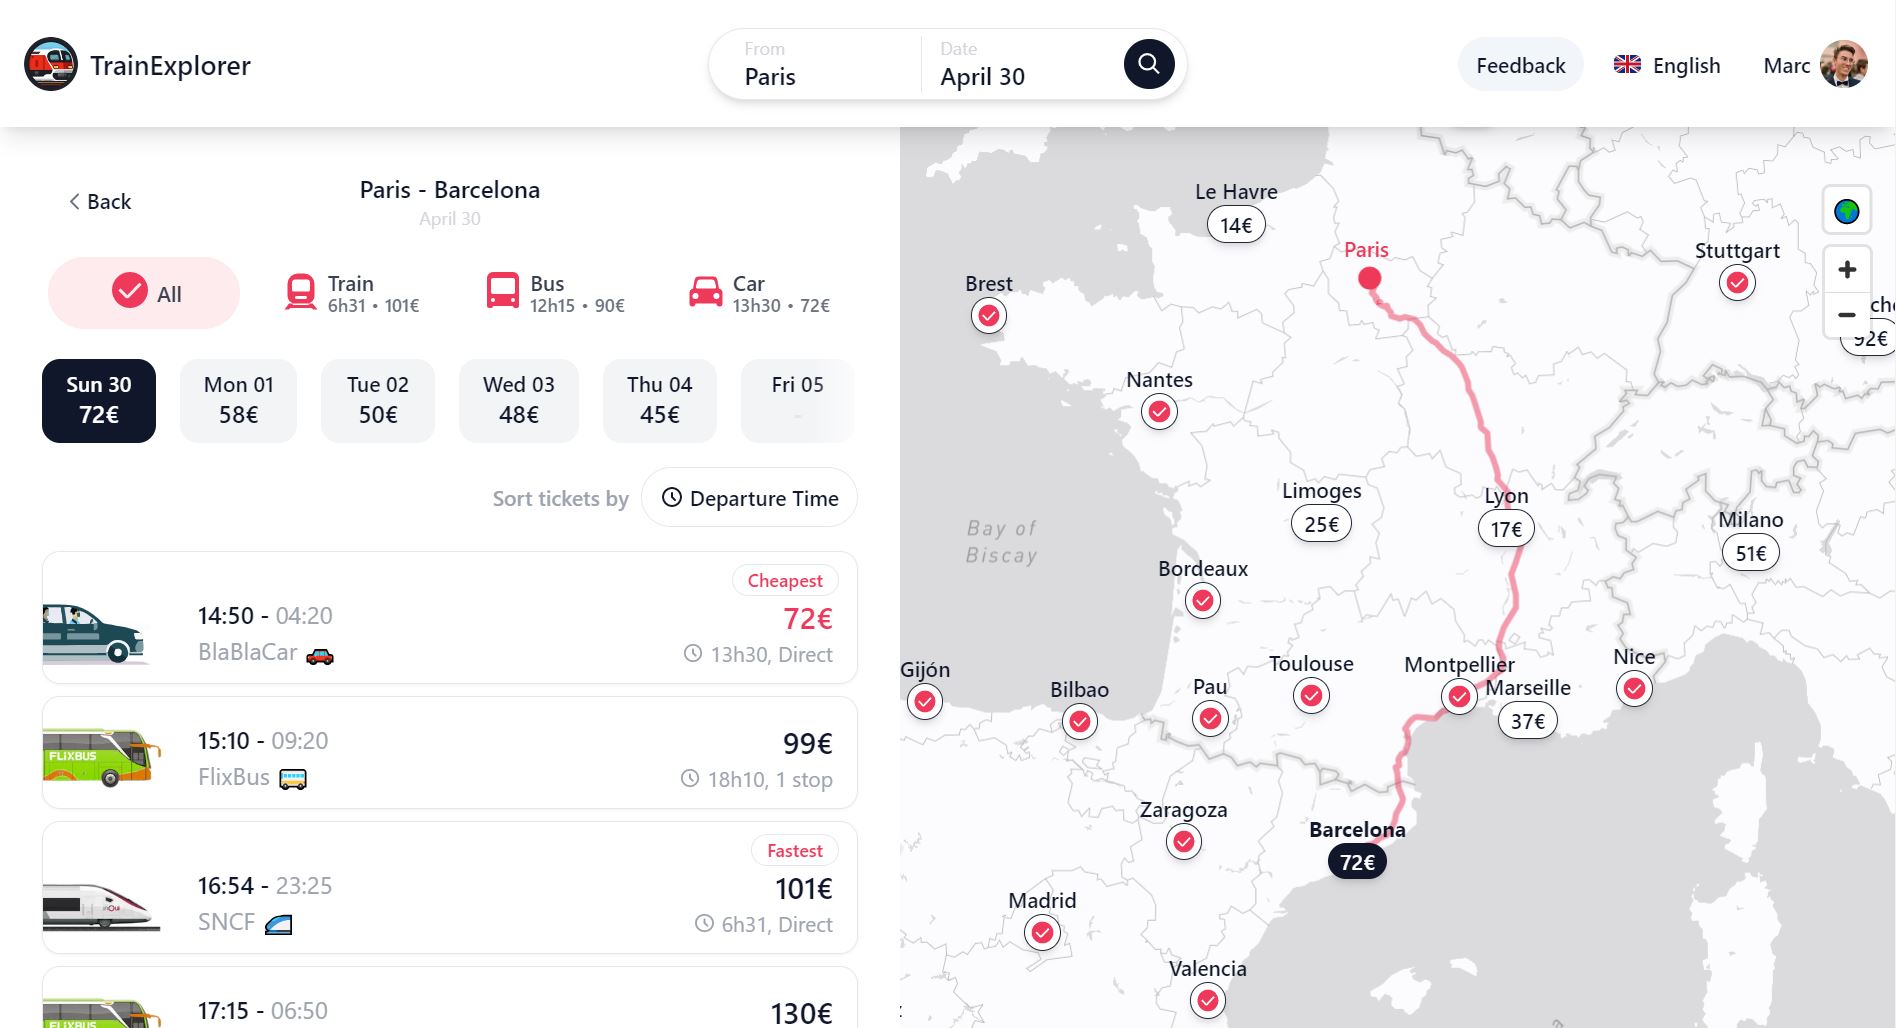 TrainExplorer
From
Paris
Date
April 30
Feedback
English
Marc
Back
Paris - Barcelona
April 30
All
Train
6h31 • 101€
Bus
12h15 • 90€
Car
13h30 • 72€
Sun 30
72€
Mon 01
58€
Tue 02
50€
Wed 03
48€
Thu 04
45€
Fri 05
-
Sort tickets by
Departure Time
Cheapest
14:50 - 04:20
72€
BlaBlaCar
13h30, Direct
FLIXBUS
15:10 - 09:20
99€
FlixBus
18h10, 1 stop
Fastest
16:54 - 23:25
101€
inOui
SNCF
6h31, Direct
17:15 - 06:50
130€
FLIXBUS
Le Havre
14€
Paris
Stuttgart
Brest
92€
Nantes
Limoges
25€
Lyon
17€
Milano
51€
Bay of
Biscay
Bordeaux
Gijón
Bilbao
Pau
Toulouse
Montpellier
Marseille
37€
Nice
Zaragoza
Barcelona
72€
Madrid
Valencia